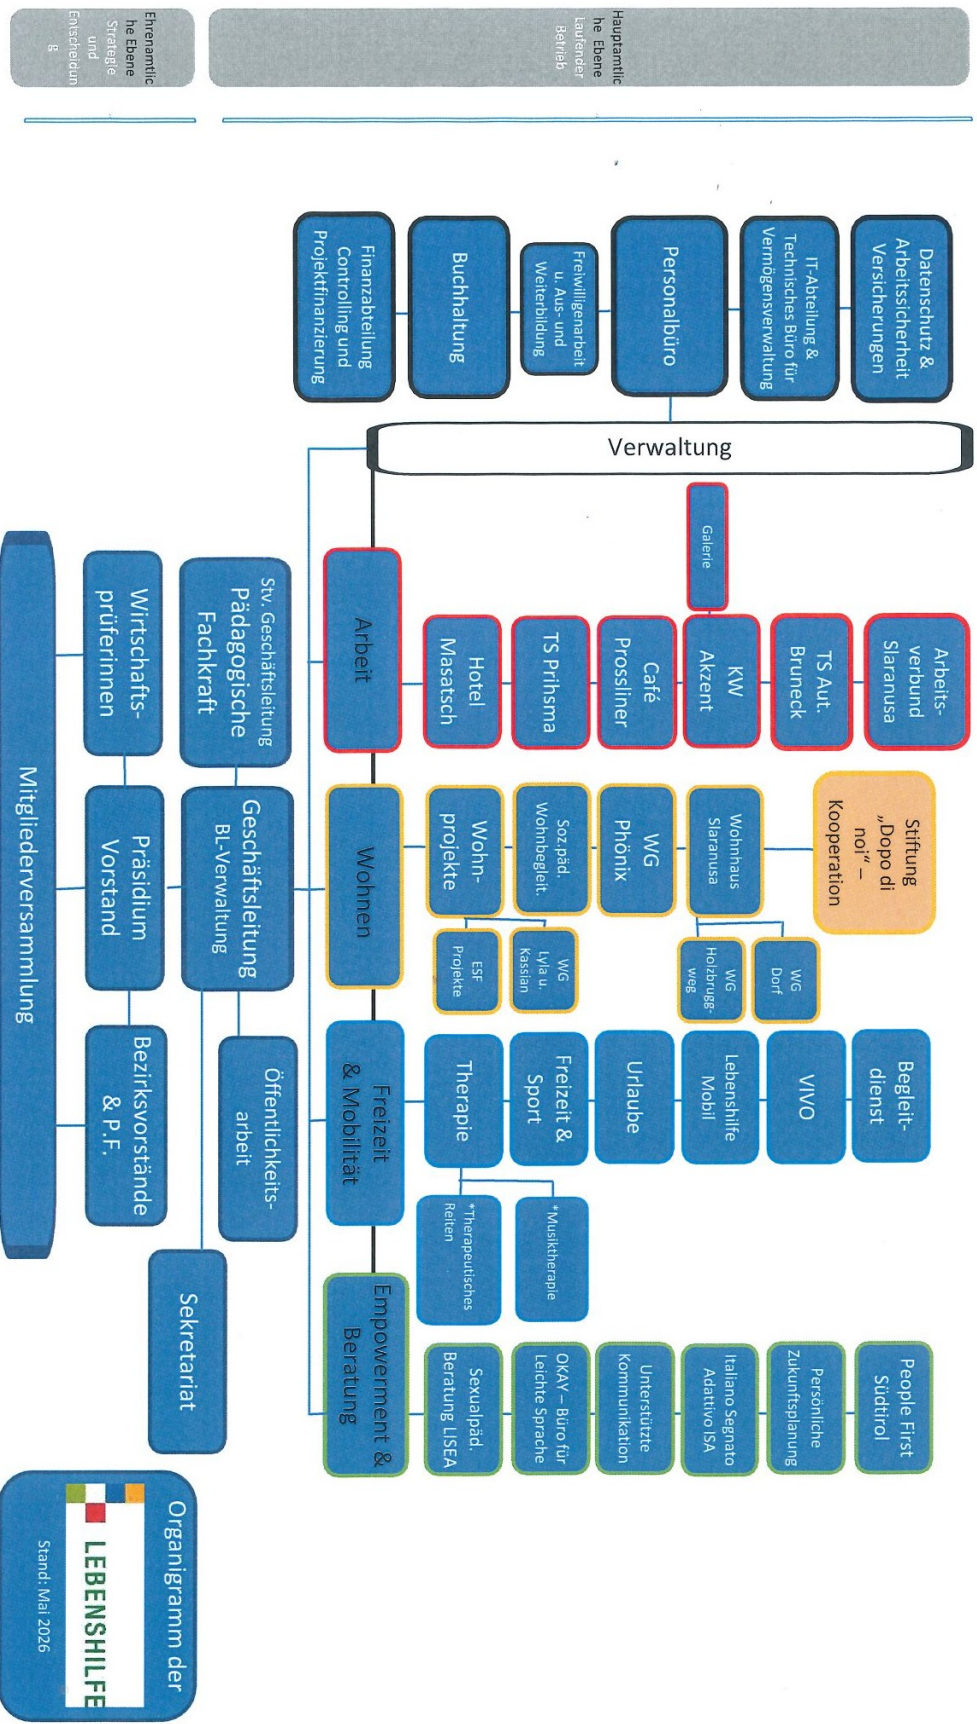 Ehrenamtlic
he Ebene
Strategie
und
Entscheidun
g
Hauptamtlic
he Ebene
Laufender
Betrieb
Datenschutz &
Arbeitssicherheit
Versicherungen
IT-Abteilung &
Technisches Büro für
Vermögensverwaltung
Personalbüro
Freiwilligenarbeit
u. Aus- und
Weiterbildung
Buchhaltung
Finanzabteilung
Controlling und
Projektfinanzierung
Verwaltung
Arbeits-
verbund
Slaranusa
TS Aut.
Bruneck
KW
Akzent
Galerie
Café
Prossliner
TS Prihsma
Hotel
Masatsch
Arbeit
Stiftung
„Dopo di
noi“ –
Kooperation
Wohnhaus
Slaranusa
WG
Dorf
WG
Holzbrugg-
weg
WG
Phönix
Soz.päd.
Wohnbegleit.
Wohn-
projekte
WG
Lyla u.
Kassian
ESF
Projekte
Wohnen
Begleit-
dienst
VIVO
Lebenshilfe
Mobil
Urlaube
Freizeit &
Sport
Therapie
*Musiktherapie
*Therapeutisches
Reiten
Freizeit
& Mobilität
People First
Südtirol
Persönliche
Zukunftsplanung
Italiano Segnato
Adattivo ISA
Unterstützte
Kommunikation
OKAY – Büro für
Leichte Sprache
Sexualpäd.
Beratung LISEA
Empowerment &
Beratung
Stv. Geschäftsleitung
Pädagogische
Fachkraft
Geschäftsleitung
BL-Verwaltung
Öffentlichkeits-
arbeit
Sekretariat
Wirtschafts-
prüferinnen
Präsidium
Vorstand
Bezirksvorstände
& P.F.
Mitgliederversammlung
Organigramm der
LEBENSHILFE
Stand: Mai 2026